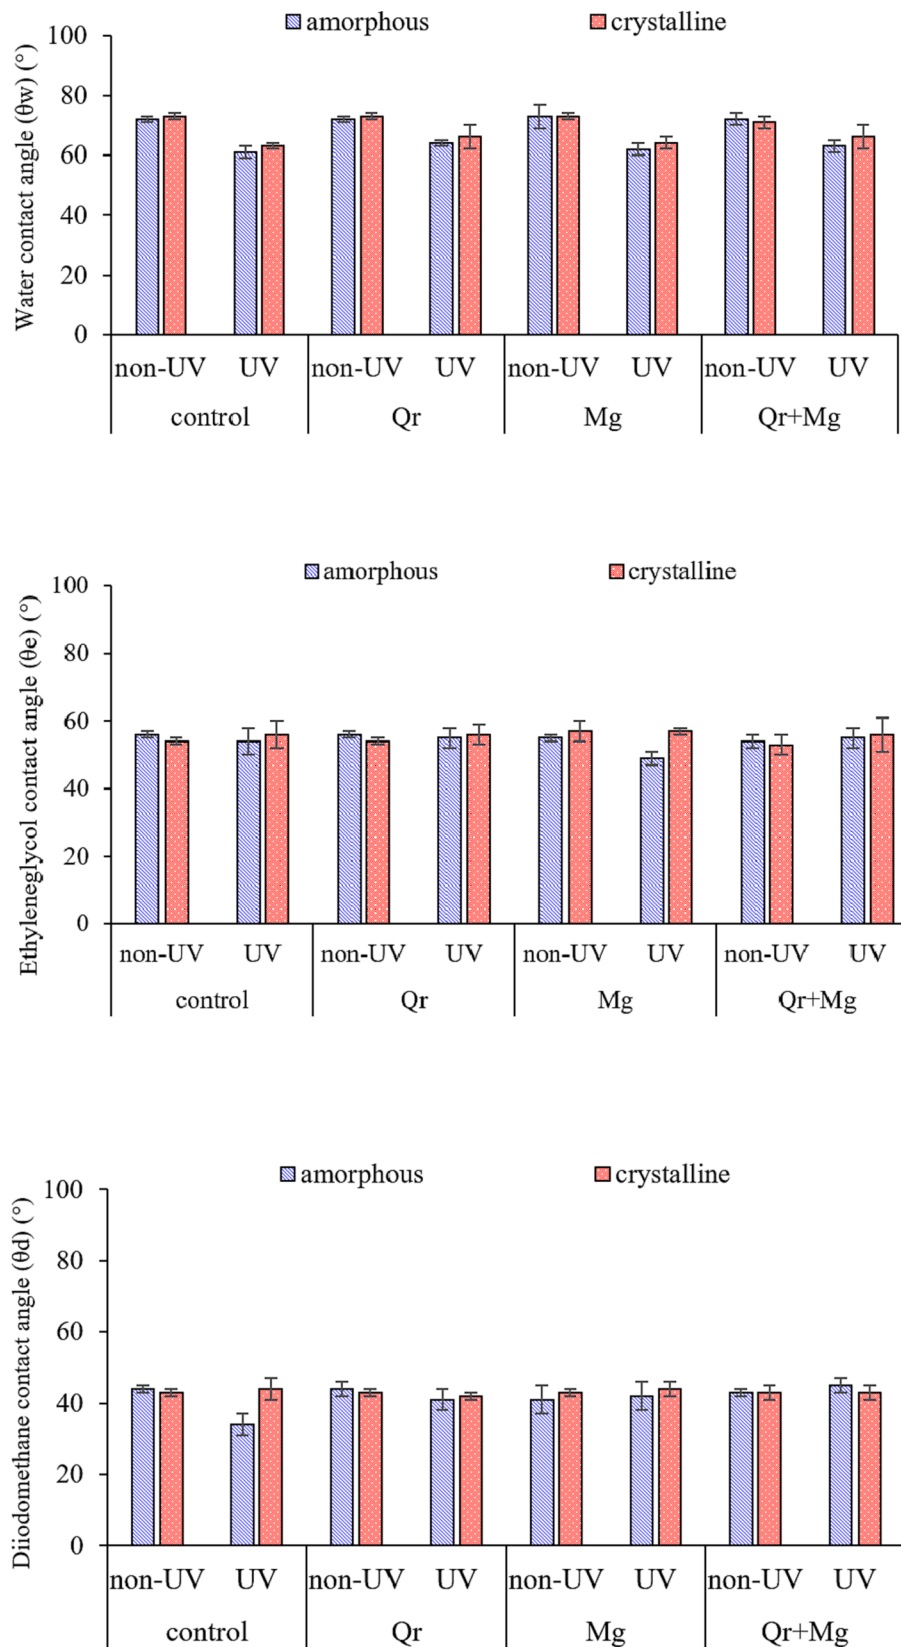 amorphous crystalline
Water contact angle (θw) (°)
100
80
60
40
20
0
non-UV UV non-UV UV non-UV UV non-UV UV
control Qr Mg Qr+Mg
amorphous crystalline
Ethyleneglycol contact angle (θe) (°)
100
80
60
40
20
0
non-UV UV non-UV UV non-UV UV non-UV UV
control Qr Mg Qr+Mg
amorphous crystalline
Diiodomethane contact angle (θd) (°)
100
80
60
40
20
0
non-UV UV non-UV UV non-UV UV non-UV UV
control Qr Mg Qr+Mg